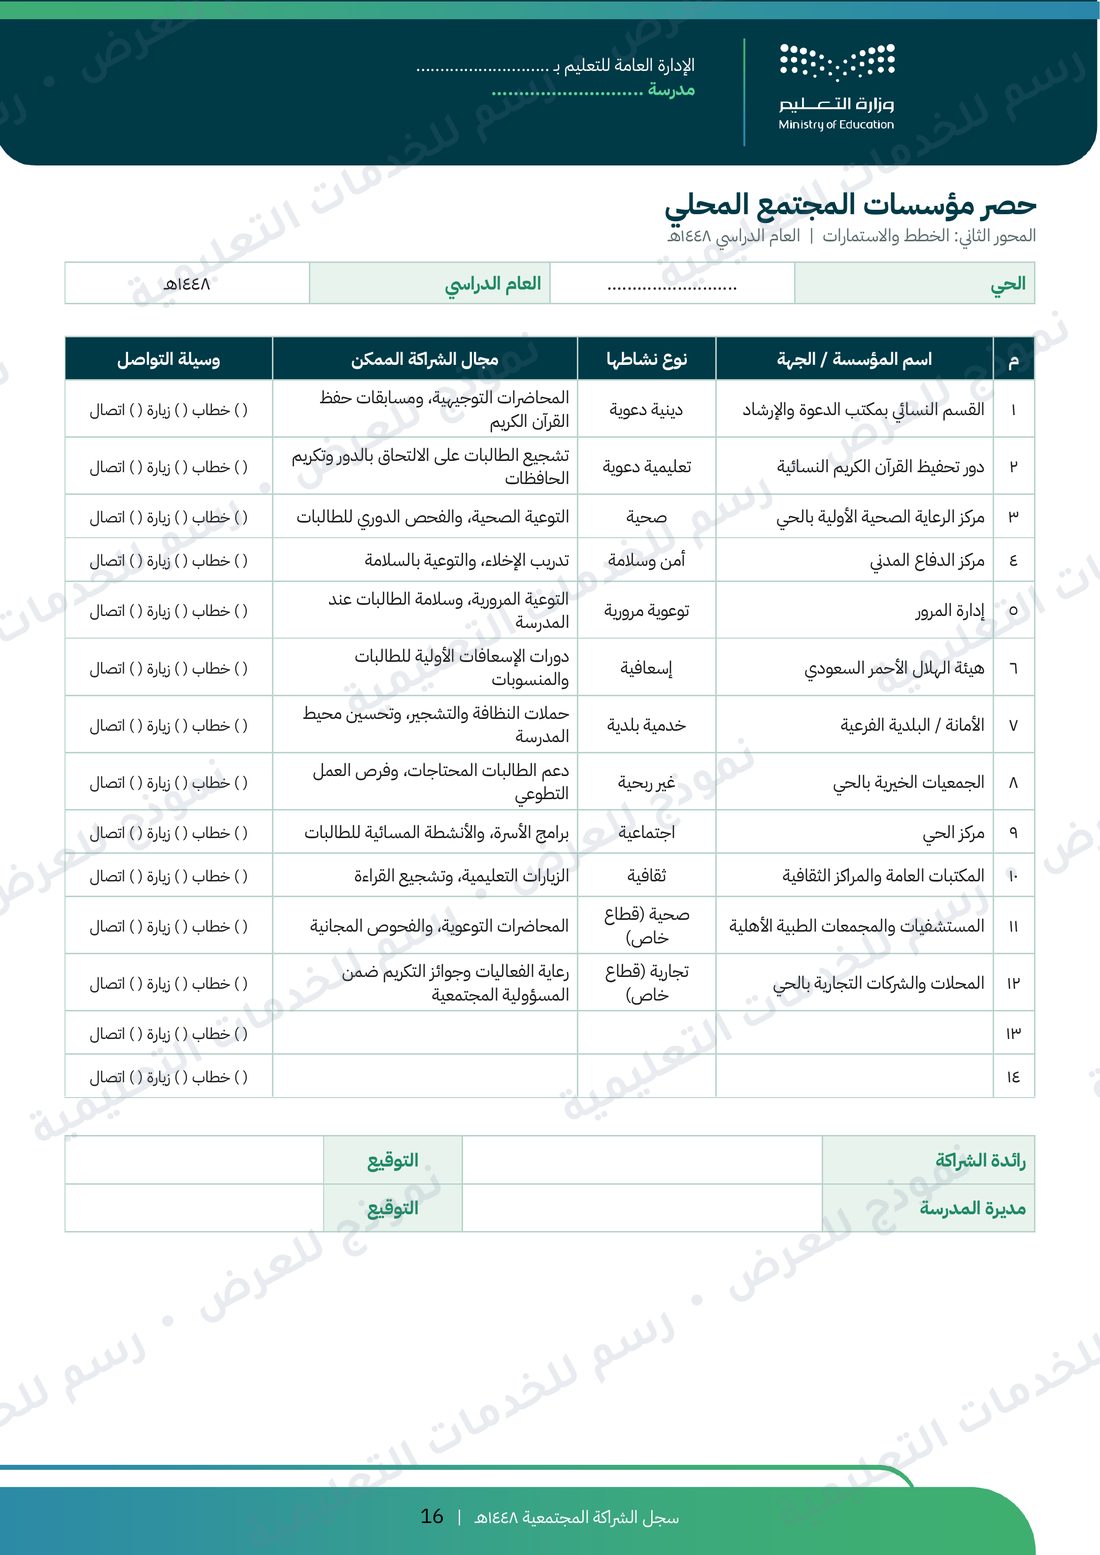 وزارة التعليم
Ministry of Education
الإدارة العامة للتعليم بـ ............................
مدرسة ............................
حصر مؤسسات المجتمع المحلي
المحور الثاني: الخطط والاستمارات | العام الدراسي ١٤٤٨هـ
الحي .......................... العام الدراسي ١٤٤٨هـ
م اسم المؤسسة / الجهة نوع نشاطها مجال الشراكة الممكن وسيلة التواصل
١ القسم النسائي بمكتب الدعوة والإرشاد دينية دعوية المحاضرات التوجيهية، ومسابقات حفظ القرآن الكريم ( ) خطاب ( ) زيارة ( ) اتصال
٢ دور تحفيظ القرآن الكريم النسائية تعليمية دعوية تشجيع الطالبات على الالتحاق بالدور وتكريم الحافظات ( ) خطاب ( ) زيارة ( ) اتصال
٣ مركز الرعاية الصحية الأولية بالحي صحية التوعية الصحية، والفحص الدوري للطالبات ( ) خطاب ( ) زيارة ( ) اتصال
٤ مركز الدفاع المدني أمن وسلامة تدريب الإخلاء، والتوعية بالسلامة ( ) خطاب ( ) زيارة ( ) اتصال
٥ إدارة المرور توعوية مرورية التوعية المرورية، وسلامة الطالبات عند المدرسة ( ) خطاب ( ) زيارة ( ) اتصال
٦ هيئة الهلال الأحمر السعودي إسعافية دورات الإسعافات الأولية للطالبات والمنسوبات ( ) خطاب ( ) زيارة ( ) اتصال
٧ الأمانة / البلدية الفرعية خدمية بلدية حملات النظافة والتشجير، وتحسين محيط المدرسة ( ) خطاب ( ) زيارة ( ) اتصال
٨ الجمعيات الخيرية بالحي غير ربحية دعم الطالبات المحتاجات، وفرص العمل التطوعي ( ) خطاب ( ) زيارة ( ) اتصال
٩ مركز الحي اجتماعية برامج الأسرة، والأنشطة المسائية للطالبات ( ) خطاب ( ) زيارة ( ) اتصال
١٠ المكتبات العامة والمراكز الثقافية ثقافية الزيارات التعليمية، وتشجيع القراءة ( ) خطاب ( ) زيارة ( ) اتصال
١١ المستشفيات والمجمعات الطبية الأهلية صحية (قطاع خاص) المحاضرات التوعوية، والفحوص المجانية ( ) خطاب ( ) زيارة ( ) اتصال
١٢ المحلات والشركات التجارية بالحي تجارية (قطاع خاص) رعاية الفعاليات وجوائز التكريم ضمن المسؤولية المجتمعية ( ) خطاب ( ) زيارة ( ) اتصال
١٣ ( ) خطاب ( ) زيارة ( ) اتصال
١٤ ( ) خطاب ( ) زيارة ( ) اتصال
رائدة الشراكة التوقيع
مديرة المدرسة التوقيع
سجل الشراكة المجتمعية ١٤٤٨هـ | 16
نموذج للعرض • رسم للخدمات التعليمية